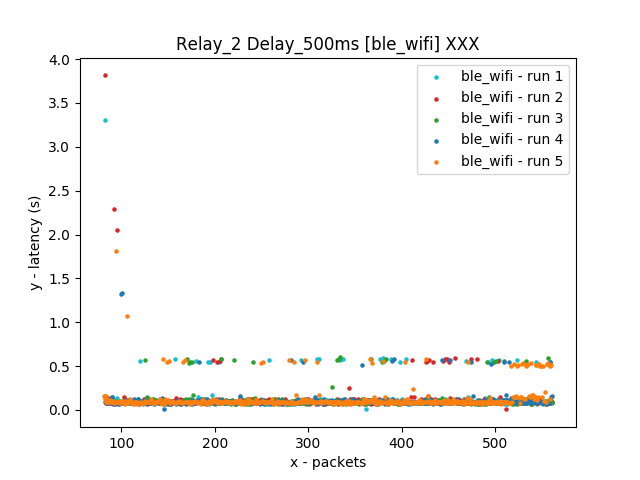 Relay_2 Delay_500ms [ble_wifi] XXX
y - latency (s)
4.0
3.5
3.0
2.5
2.0
1.5
1.0
0.5
0.0
ble_wifi - run 1
ble_wifi - run 2
ble_wifi - run 3
ble_wifi - run 4
ble_wifi - run 5
100 200 300 400 500
x - packets